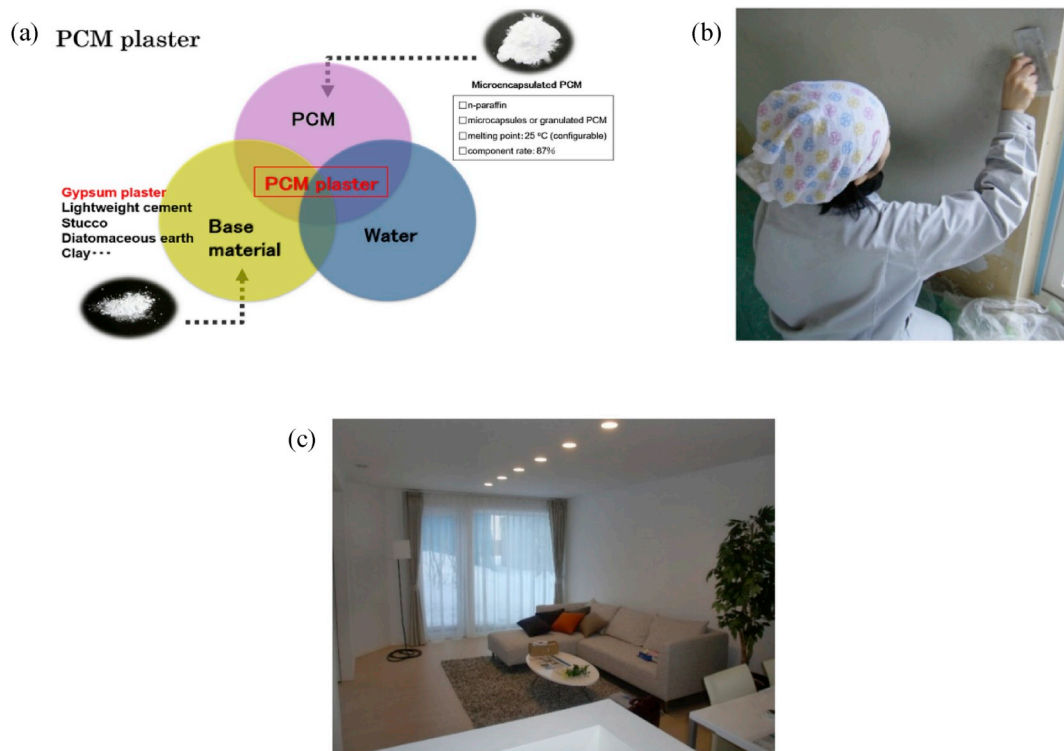 (a)
PCM plaster
PCM
Microencapsulated PCM
□n-paraffin
□microcapsules or granulated PCM
□melting point: 25 ºC (configurable)
□component rate: 87%
PCM plaster
Gypsum plaster
Lightweight cement
Stucco
Diatomaceous earth
Clay･･･
Base
material
Water
(b)
(c)